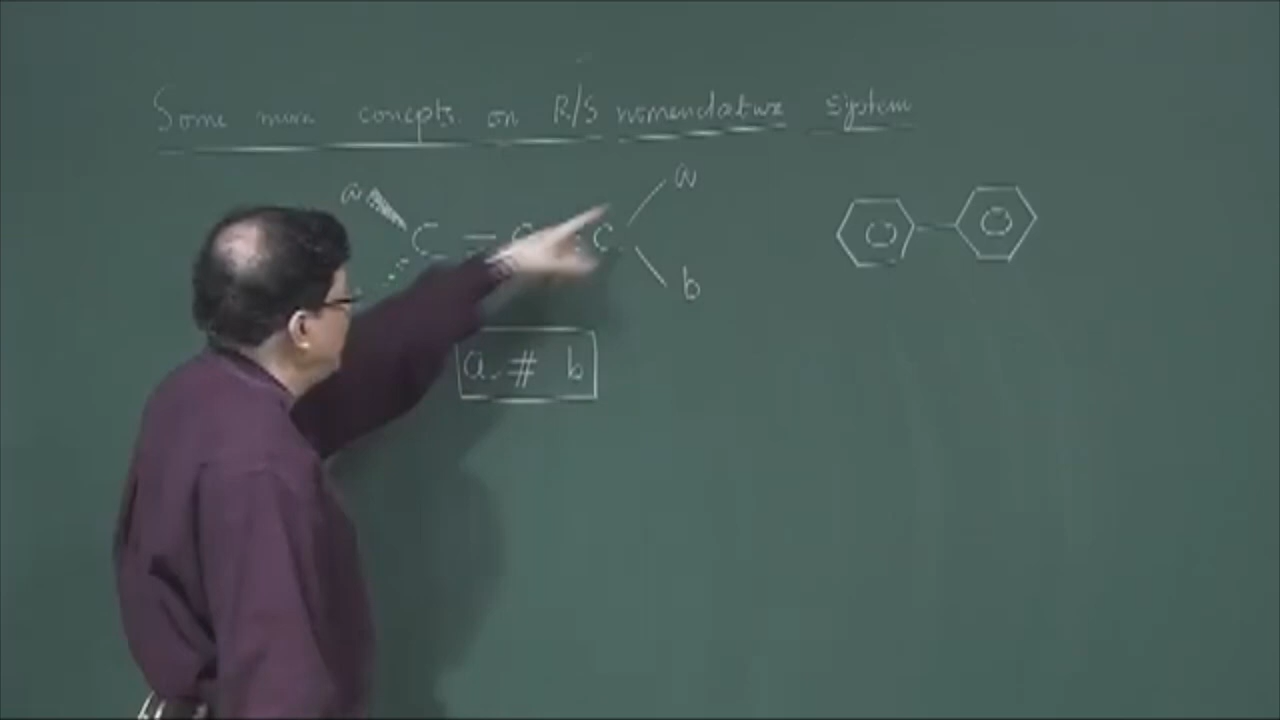 Some more concepts on R/S nomenclature system
a C = C = C a
b
a # b